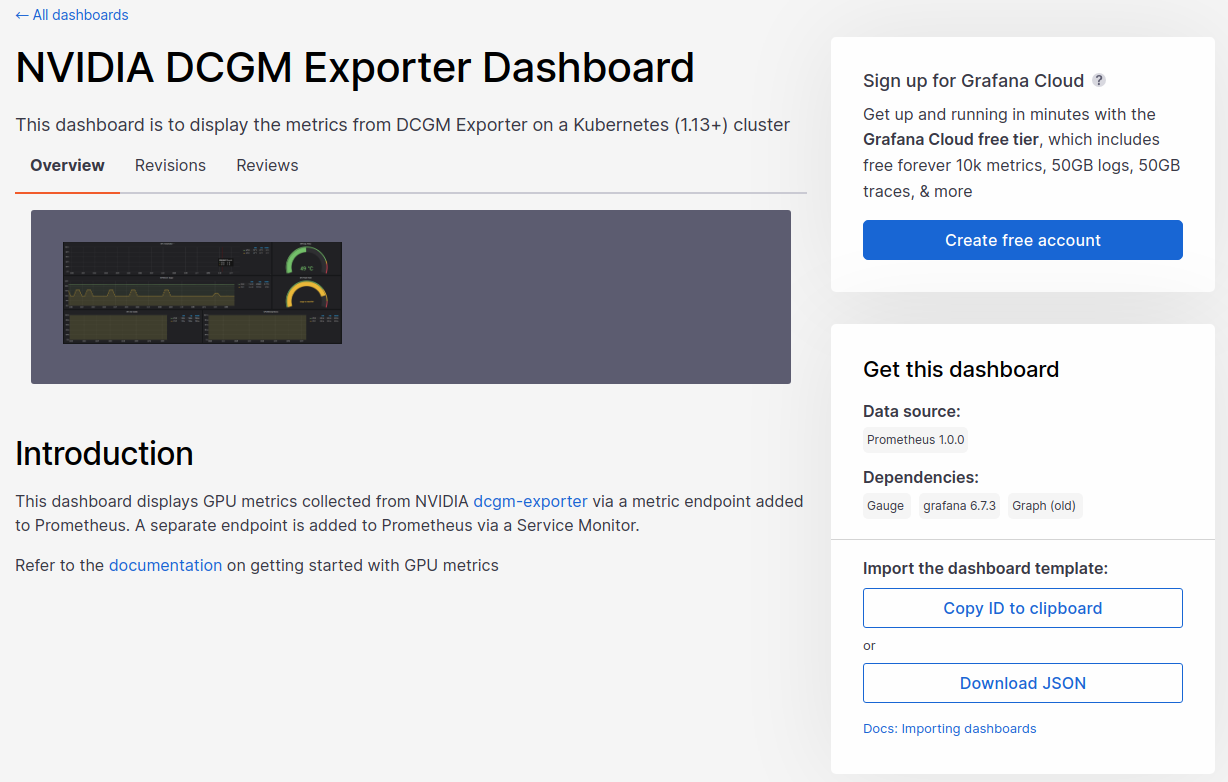 ← All dashboards
NVIDIA DCGM Exporter Dashboard
This dashboard is to display the metrics from DCGM Exporter on a Kubernetes (1.13+) cluster
Overview Revisions Reviews
Introduction
This dashboard displays GPU metrics collected from NVIDIA dcgm-exporter via a metric endpoint added
to Prometheus. A separate endpoint is added to Prometheus via a Service Monitor.
Refer to the documentation on getting started with GPU metrics
Sign up for Grafana Cloud ?
Get up and running in minutes with the
Grafana Cloud free tier, which includes
free forever 10k metrics, 50GB logs, 50GB
traces, & more
Create free account
Get this dashboard
Data source:
Prometheus 1.0.0
Dependencies:
Gauge grafana 6.7.3 Graph (old)
Import the dashboard template:
Copy ID to clipboard
or
Download JSON
Docs: Importing dashboards